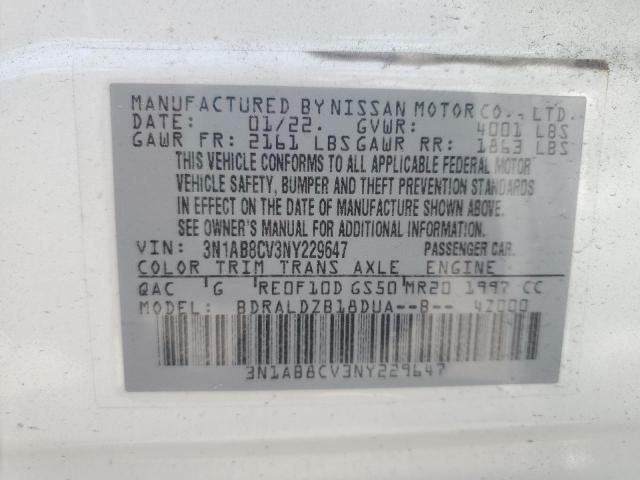 MANUFACTURED BY NISSAN MOTOR CO., LTD.
DATE: 01/22. GVWR: 4001 LBS
GAWR FR: 2161 LBS GAWR RR: 1863 LBS
THIS VEHICLE CONFORMS TO ALL APPLICABLE FEDERAL MOTOR
VEHICLE SAFETY, BUMPER AND THEFT PREVENTION STANDARDS
IN EFFECT ON THE DATE OF MANUFACTURE SHOWN ABOVE.
SEE OWNER'S MANUAL FOR ADDITIONAL INFORMATION.
VIN: 3N1AB8CV3NY229647 PASSENGER CAR.
COLOR TRIM TRANS AXLE ENGINE
QAC G RE0F10D GS50 MR20 1997 CC
MODEL: BDRALDZB18DUA--B-- 4Z000
3N1AB8CV3NY229647